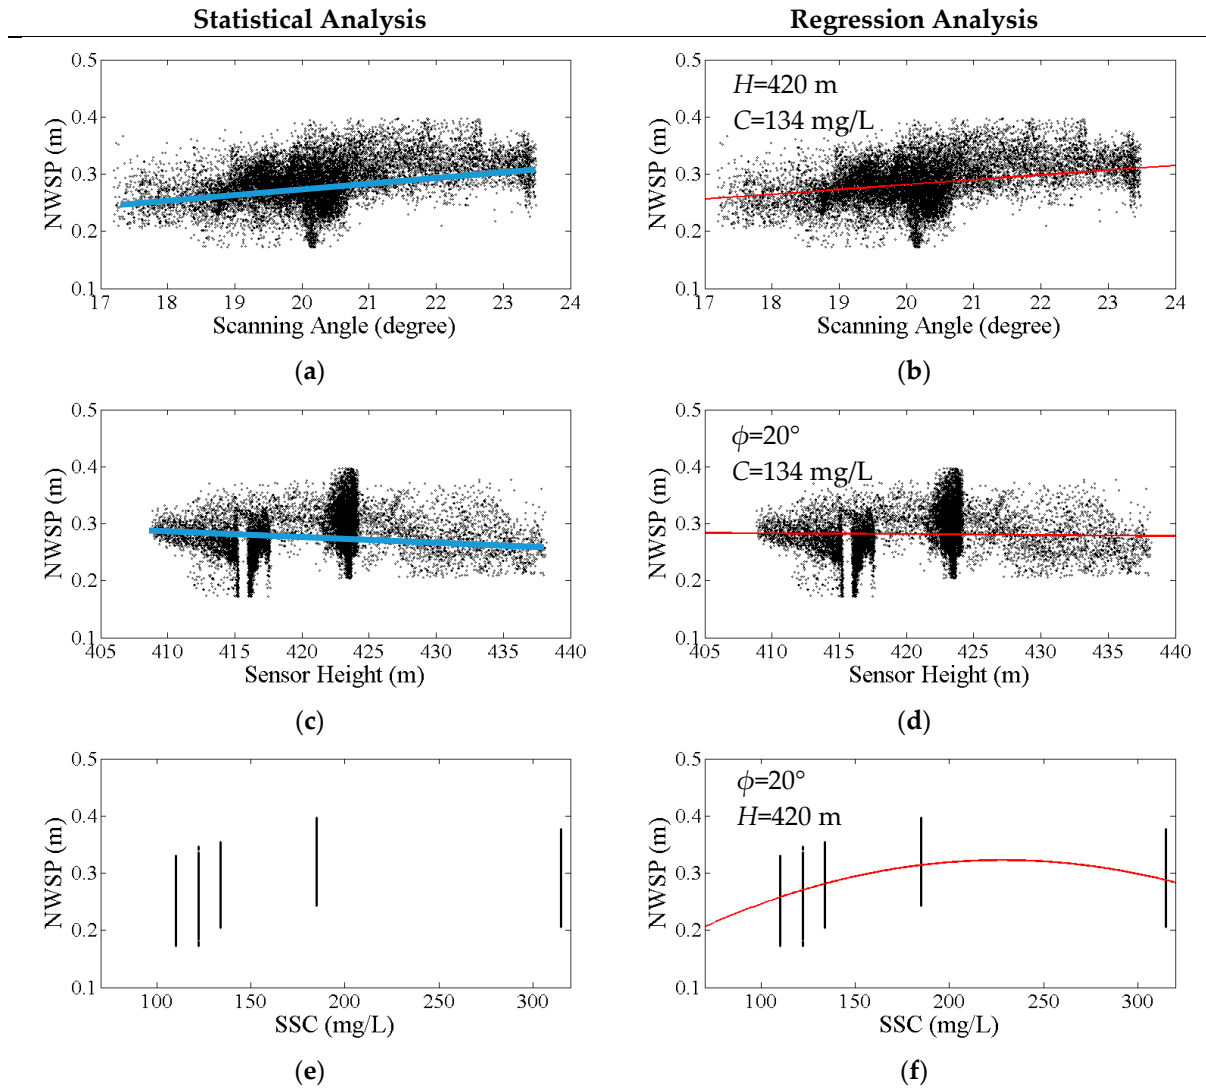 Statistical Analysis Regression Analysis
0.5 0.5
H=420 m
0.4 0.4
C=134 mg/L
NWSP (m) NWSP (m)
0.3 0.3
0.2 0.2
0.1 0.1
17 18 19 20 21 22 23 24 17 18 19 20 21 22 23 24
Scanning Angle (degree) Scanning Angle (degree)
(a) (b)
0.5 0.5
ϕ=20°
0.4 0.4
C=134 mg/L
NWSP (m) NWSP (m)
0.3 0.3
0.2 0.2
0.1 0.1
405 410 415 420 425 430 435 440 405 410 415 420 425 430 435 440
Sensor Height (m) Sensor Height (m)
(c) (d)
0.5 0.5
ϕ=20°
0.4 0.4
H=420 m
NWSP (m) NWSP (m)
0.3 0.3
0.2 0.2
0.1 0.1
100 150 200 250 300 100 150 200 250 300
SSC (mg/L) SSC (mg/L)
(e) (f)